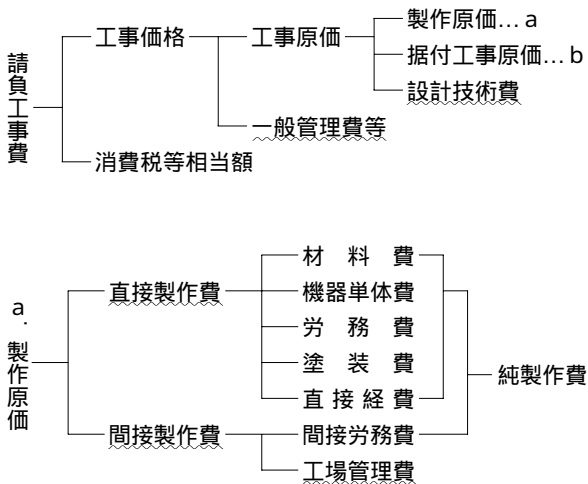 請負工事費
工事価格
工事原価
製作原価…a
据付工事原価…b
設計技術費
一般管理費等
消費税等相当額
a.製作原価
直接製作費
材料費
機器単体費
労務費
塗装費
直接経費
純製作費
間接製作費
間接労務費
工場管理費